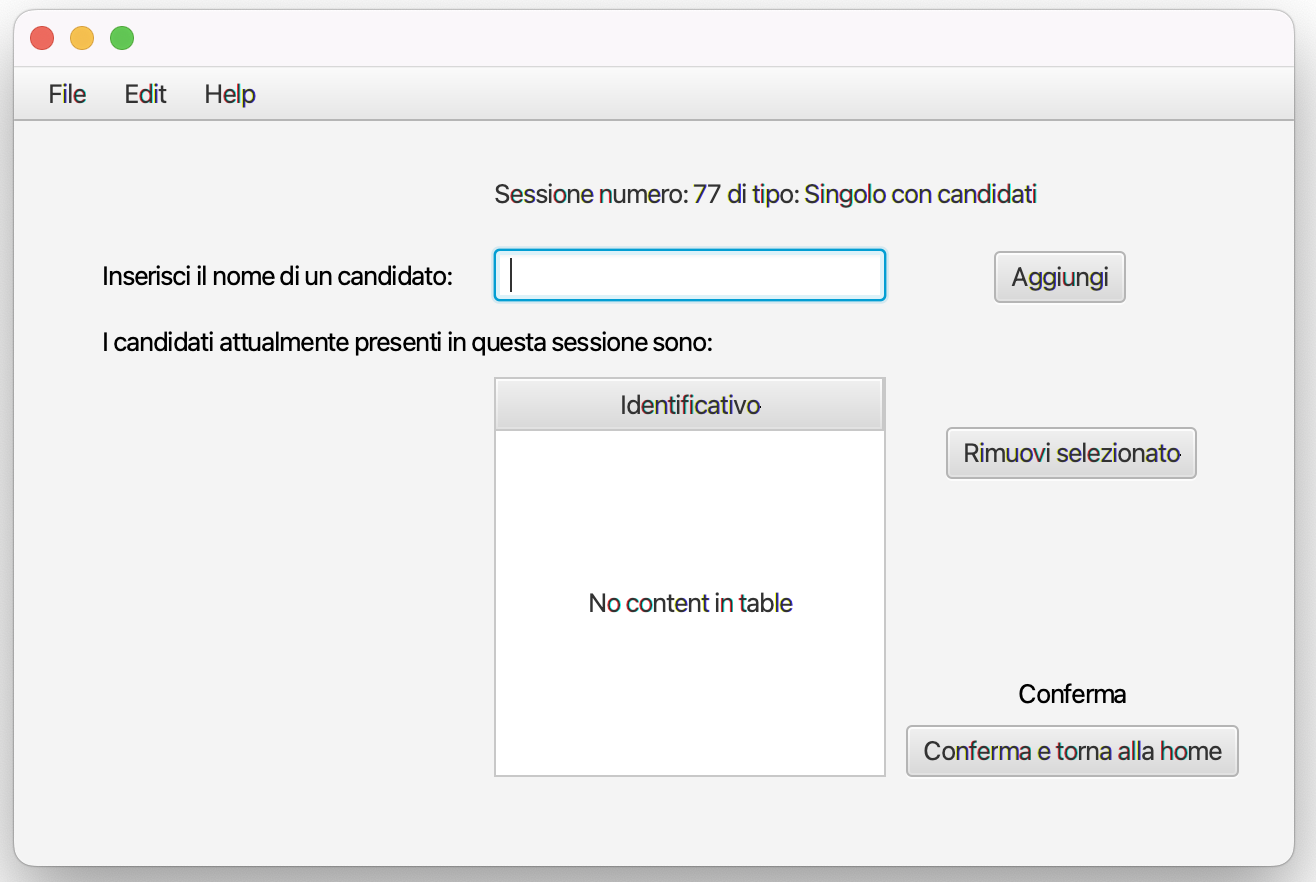 File Edit Help
Sessione numero: 77 di tipo: Singolo con candidati
Inserisci il nome di un candidato:
Aggiungi
I candidati attualmente presenti in questa sessione sono:
Identificativo
Rimuovi selezionato
No content in table
Conferma
Conferma e torna alla home